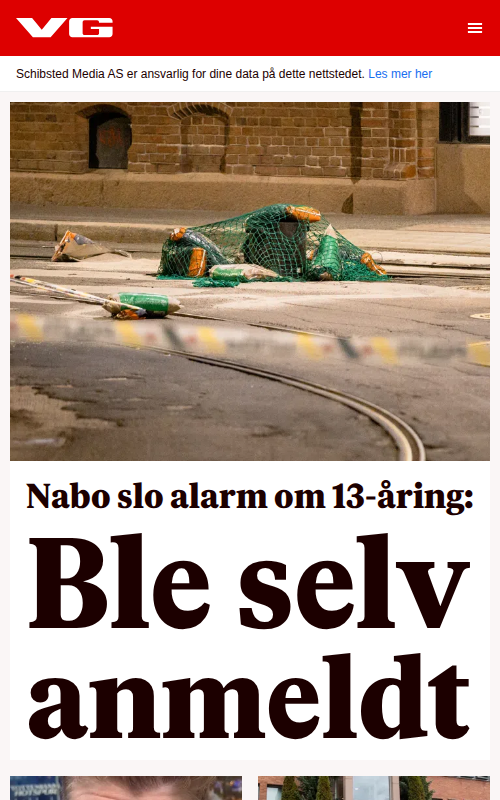 VG
Schibsted Media AS er ansvarlig for dine data på dette nettstedet. Les mer her
Nabo slo alarm om 13-åring:
Ble selv
anmeldt
HOTSPUR